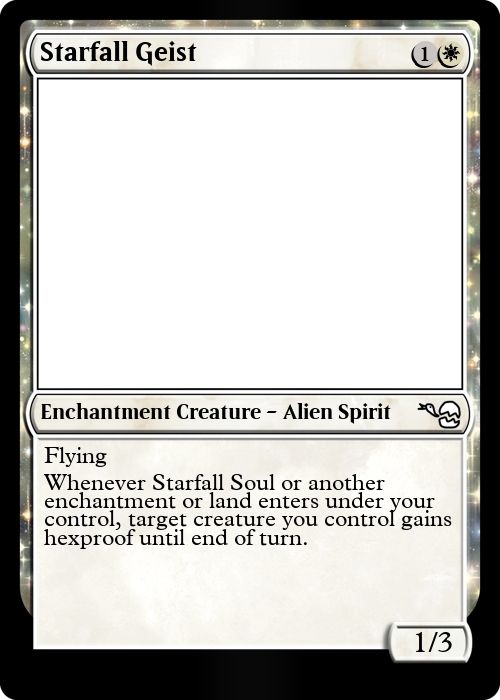 Starfall Geist 1
Enchantment Creature – Alien Spirit
Flying
Whenever Starfall Soul or another
enchantment or land enters under your
control, target creature you control gains
hexproof until end of turn.
1/3